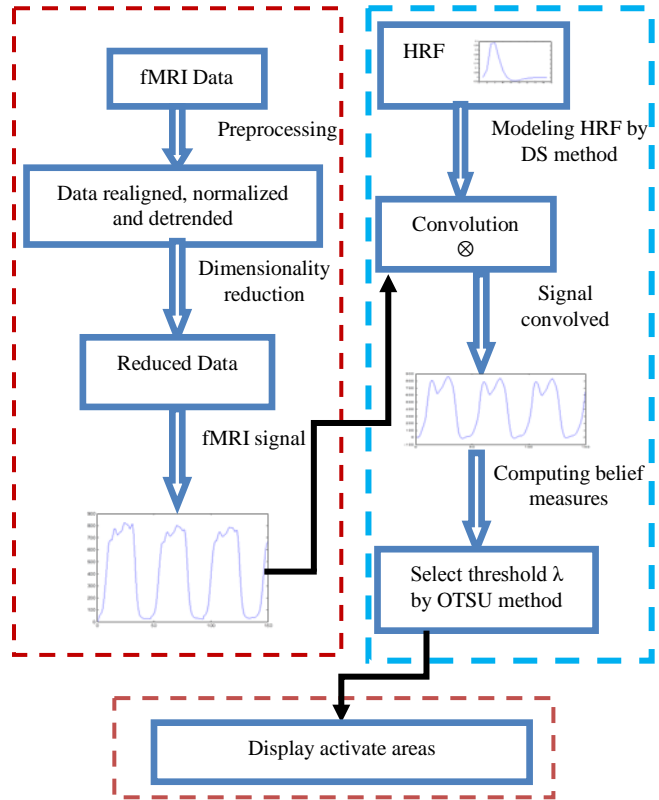 fMRI Data
Preprocessing
Data realigned, normalized
and detrended
Dimensionality
reduction
Reduced Data
fMRI signal
HRF
Modeling HRF by
DS method
Convolution
⊗
Signal
convolved
Computing belief
measures
Select threshold λ
by OTSU method
Display activate areas